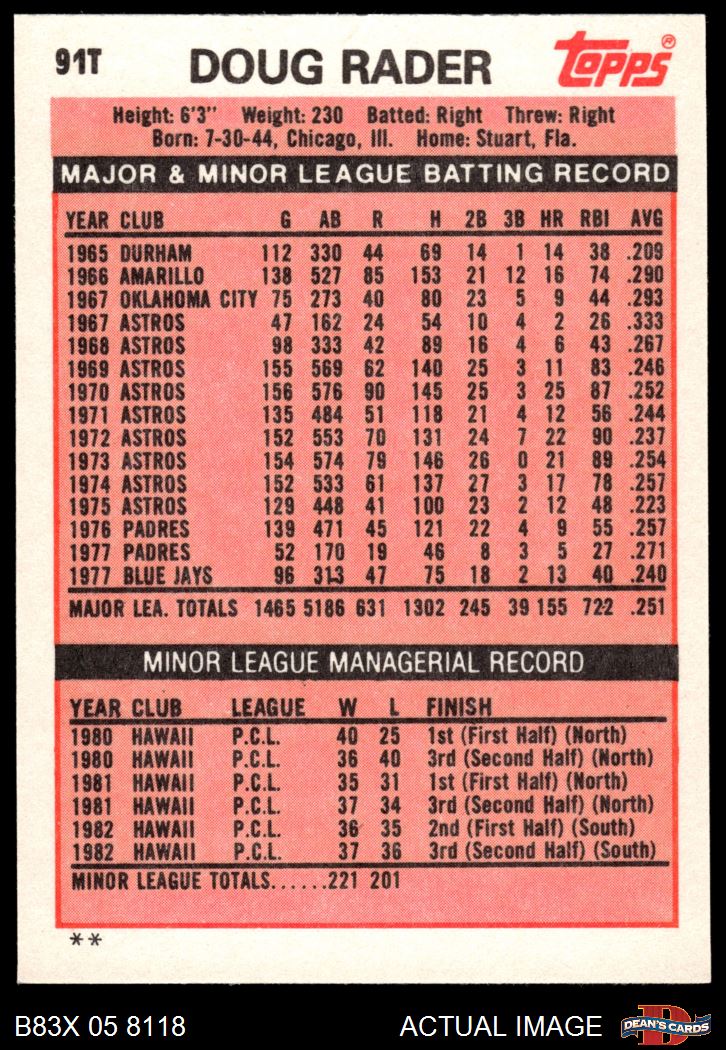 91T DOUG RADER Topps®
Height: 6'3" Weight: 230 Batted: Right Threw: Right
Born: 7-30-44, Chicago, Ill. Home: Stuart, Fla.
MAJOR & MINOR LEAGUE BATTING RECORD
YEAR CLUB G AB R H 2B 3B HR RBI AVG
1965 DURHAM 112 330 44 69 14 1 14 38 .209
1966 AMARILLO 138 527 85 153 21 12 16 74 .290
1967 OKLAHOMA CITY 75 273 40 80 23 5 9 44 .293
1967 ASTROS 47 162 24 54 10 4 2 26 .333
1968 ASTROS 98 333 42 89 16 4 6 43 .267
1969 ASTROS 155 569 62 140 25 3 11 83 .246
1970 ASTROS 156 576 90 145 25 3 25 87 .252
1971 ASTROS 135 484 51 118 21 4 12 56 .244
1972 ASTROS 152 553 70 131 24 7 22 90 .237
1973 ASTROS 154 574 79 146 26 0 21 89 .254
1974 ASTROS 152 533 61 137 27 3 17 78 .257
1975 ASTROS 129 448 41 100 23 2 12 48 .223
1976 PADRES 139 471 45 121 22 4 9 55 .257
1977 PADRES 52 170 19 46 8 3 5 27 .271
1977 BLUE JAYS 96 313 47 75 18 2 13 40 .240
MAJOR LEA. TOTALS 1465 5186 631 1302 245 39 155 722 .251
MINOR LEAGUE MANAGERIAL RECORD
YEAR CLUB LEAGUE W L FINISH
1980 HAWAII P.C.L. 40 25 1st (First Half) (North)
1980 HAWAII P.C.L. 36 40 3rd (Second Half) (North)
1981 HAWAII P.C.L. 35 31 1st (First Half) (North)
1981 HAWAII P.C.L. 37 34 3rd (Second Half) (North)
1982 HAWAII P.C.L. 36 35 2nd (First Half) (South)
1982 HAWAII P.C.L. 37 36 3rd (Second Half) (South)
MINOR LEAGUE TOTALS......221 201
**
B83X 05 8118 ACTUAL IMAGE D DEAN'S CARDS